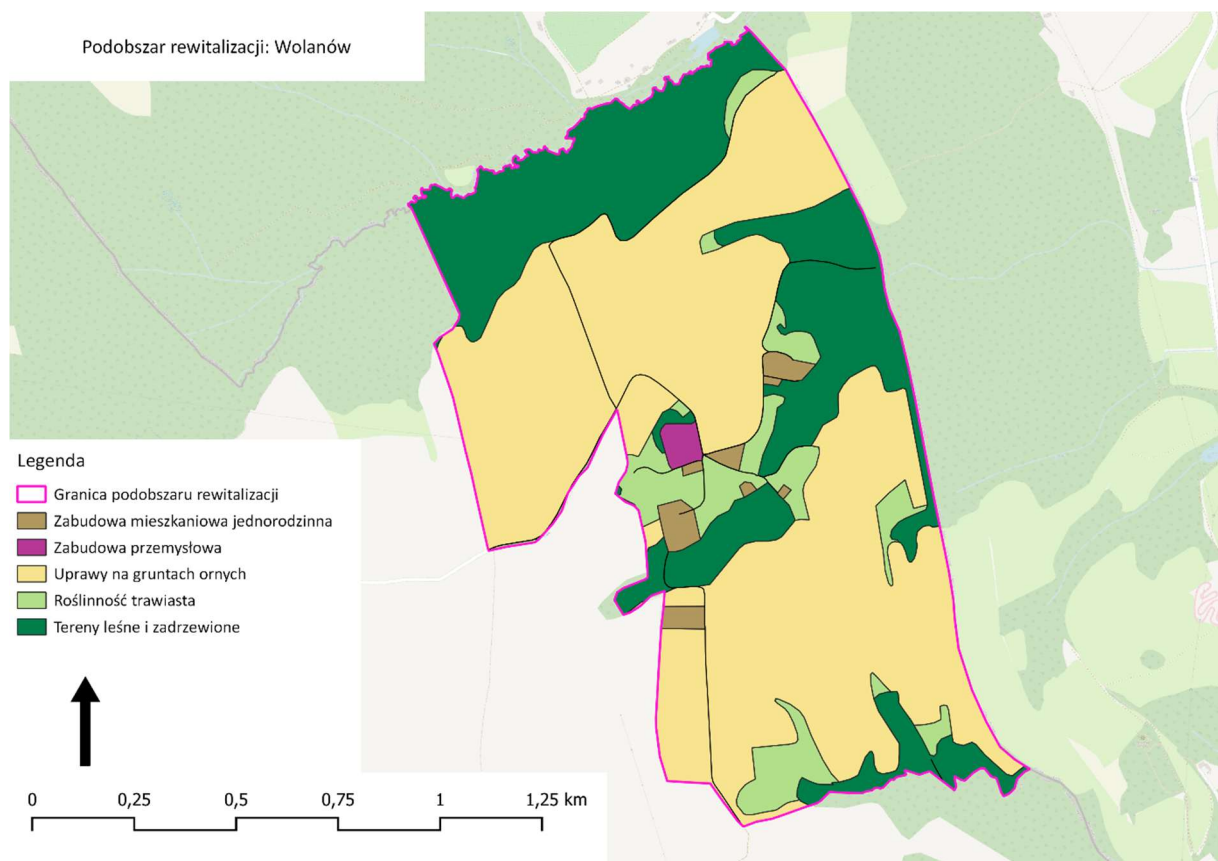 Podobszar rewitalizacji: Wolanów
Legenda
Granica podobszaru rewitalizacji
Zabudowa mieszkaniowa jednorodzinna
Zabudowa przemysłowa
Uprawy na gruntach ornych
Roślinność trawiasta
Tereny leśne i zadrzewione
0 0,25 0,5 0,75 1 1,25 km